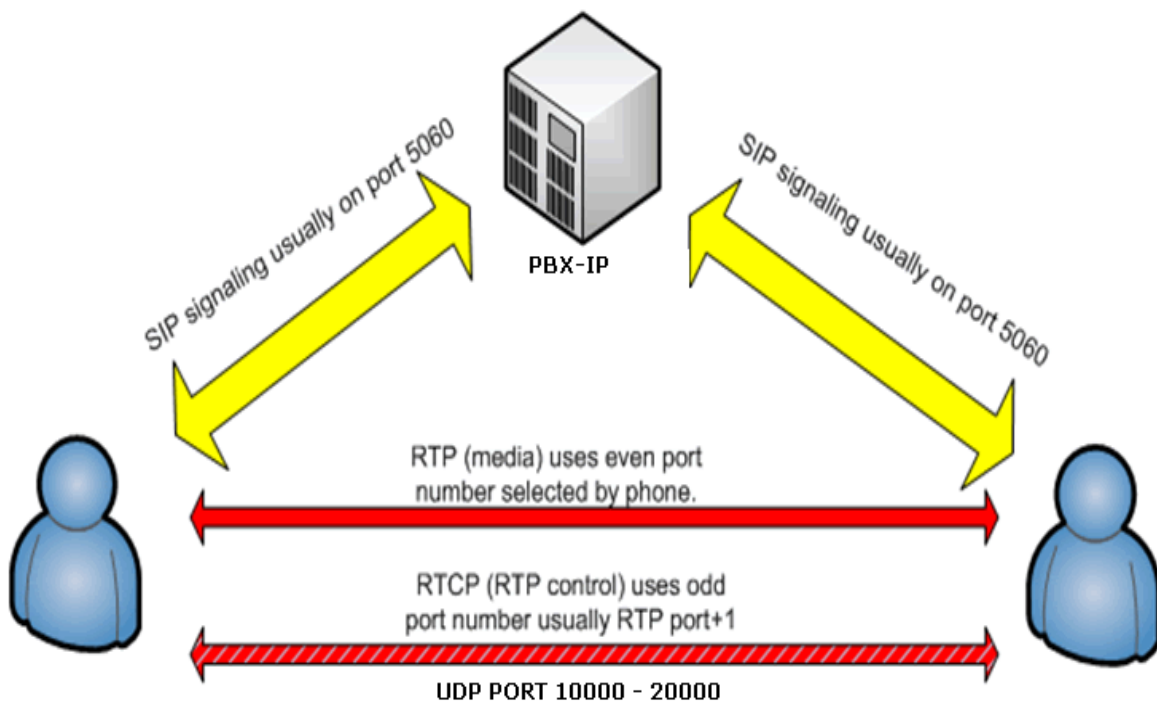 SIP signaling usually on port 5060
SIP signaling usually on port 5060
PBX-IP
RTP (media) uses even port
number selected by phone.
RTCP (RTP control) uses odd
port number usually RTP port+1
UDP PORT 10000 - 20000